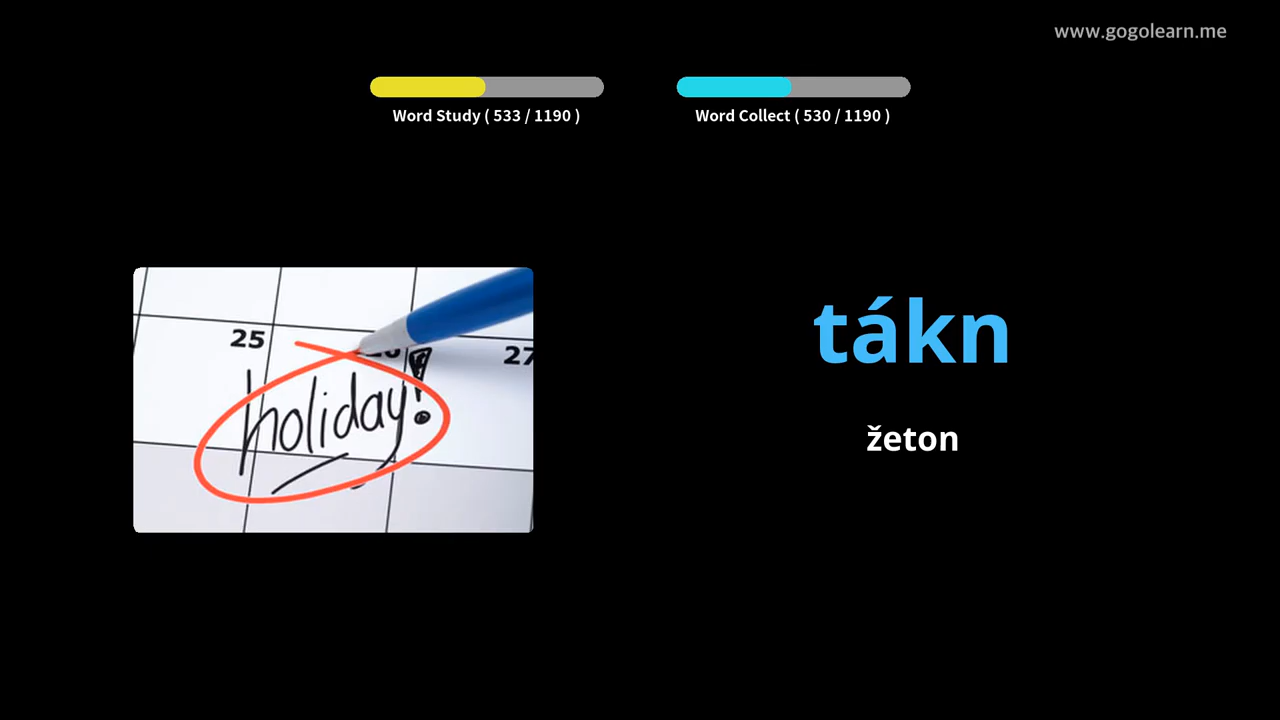 www.gogolearn.me
Word Study ( 533 / 1190 )
Word Collect ( 530 / 1190 )
25
27
holiday!
tákn
žeton